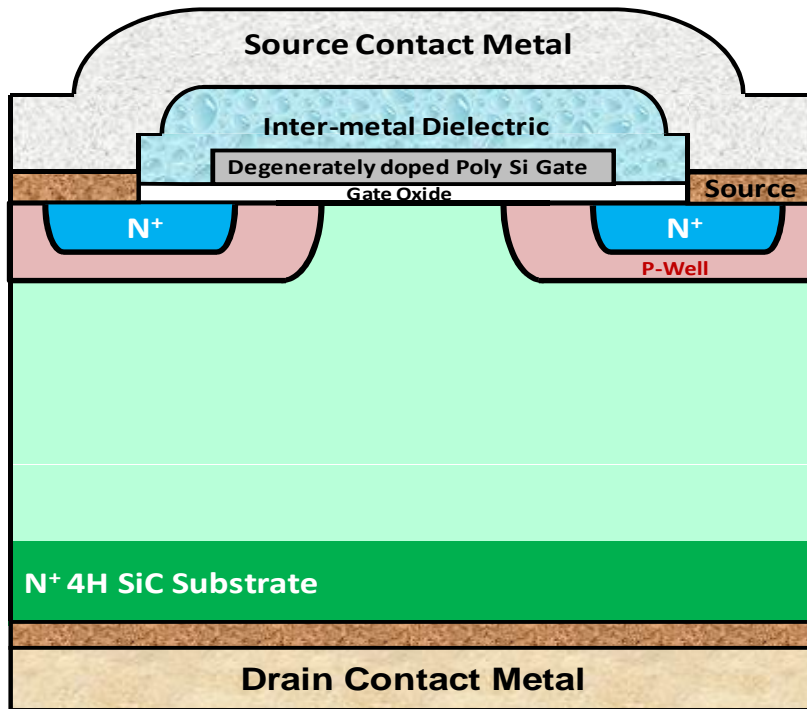 Source Contact Metal
Inter-metal Dielectric
Degenerately doped Poly Si Gate
Gate Oxide
Source
N⁺
N⁺
P-Well
N⁺ 4H SiC Substrate
Drain Contact Metal